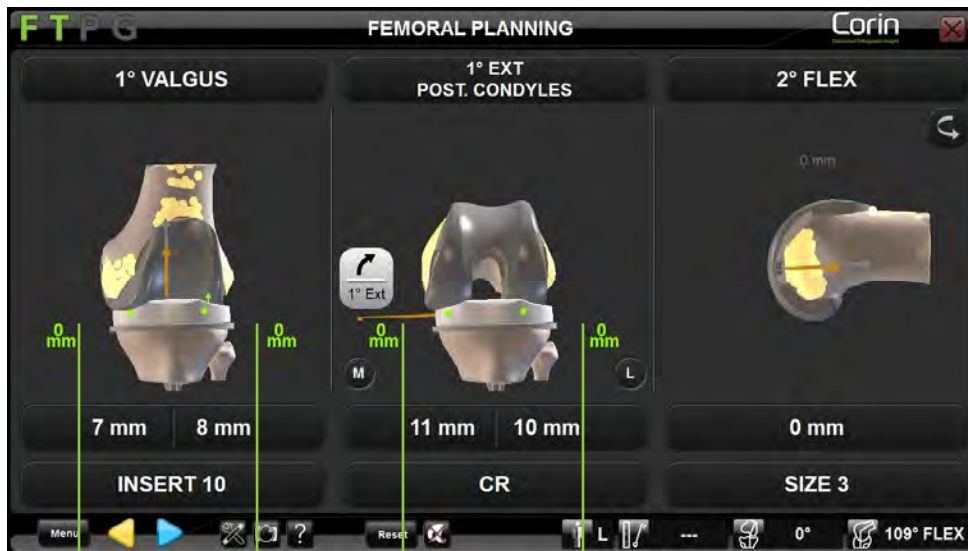 F T P G
FEMORAL PLANNING
Corin
1° VALGUS
1° EXT
POST. CONDYLES
2° FLEX
0 mm
1° Ext
0
mm
0
mm
0
mm
0
mm
M
L
7 mm
8 mm
11 mm
10 mm
0 mm
INSERT 10
CR
SIZE 3
Menu
?
Reset
L
---
0°
109° FLEX